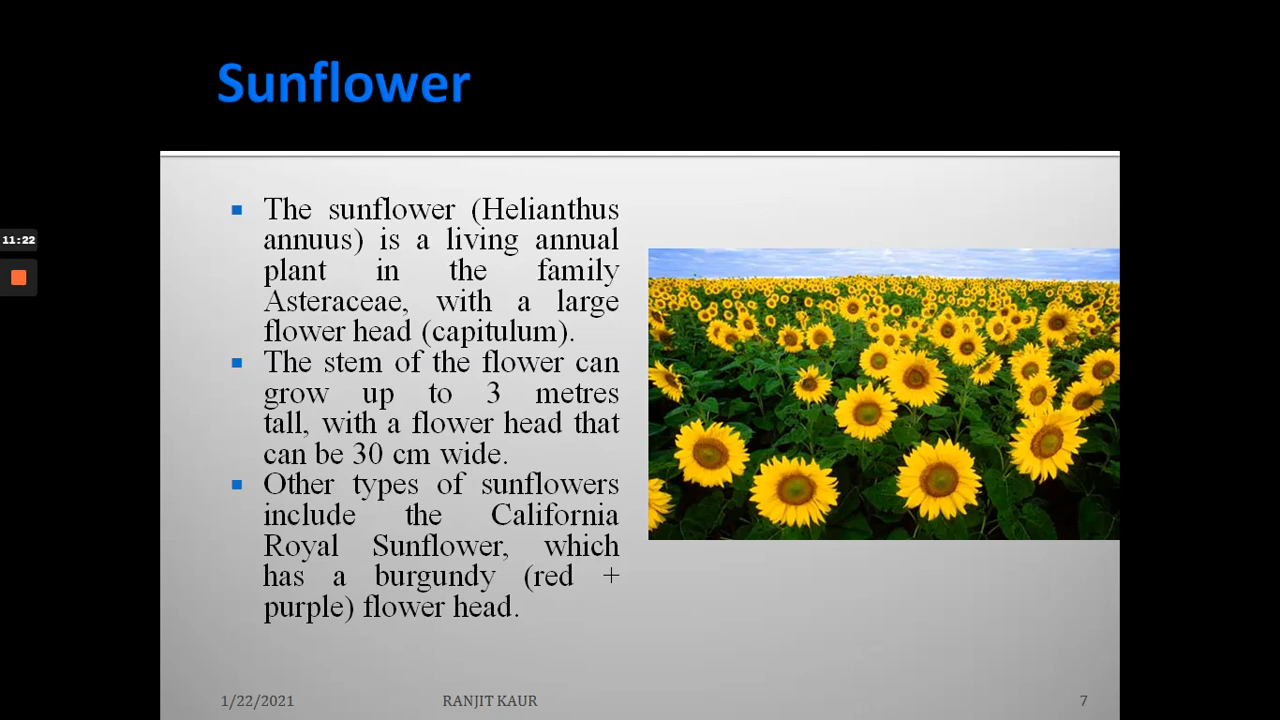 Sunflower
11:22
The sunflower (Helianthus
annuus) is a living annual
plant in the family
Asteraceae, with a large
flower head (capitulum).
The stem of the flower can
grow up to 3 metres
tall, with a flower head that
can be 30 cm wide.
Other types of sunflowers
include the California
Royal Sunflower, which
has a burgundy (red +
purple) flower head.
1/22/2021 RANJIT KAUR 7